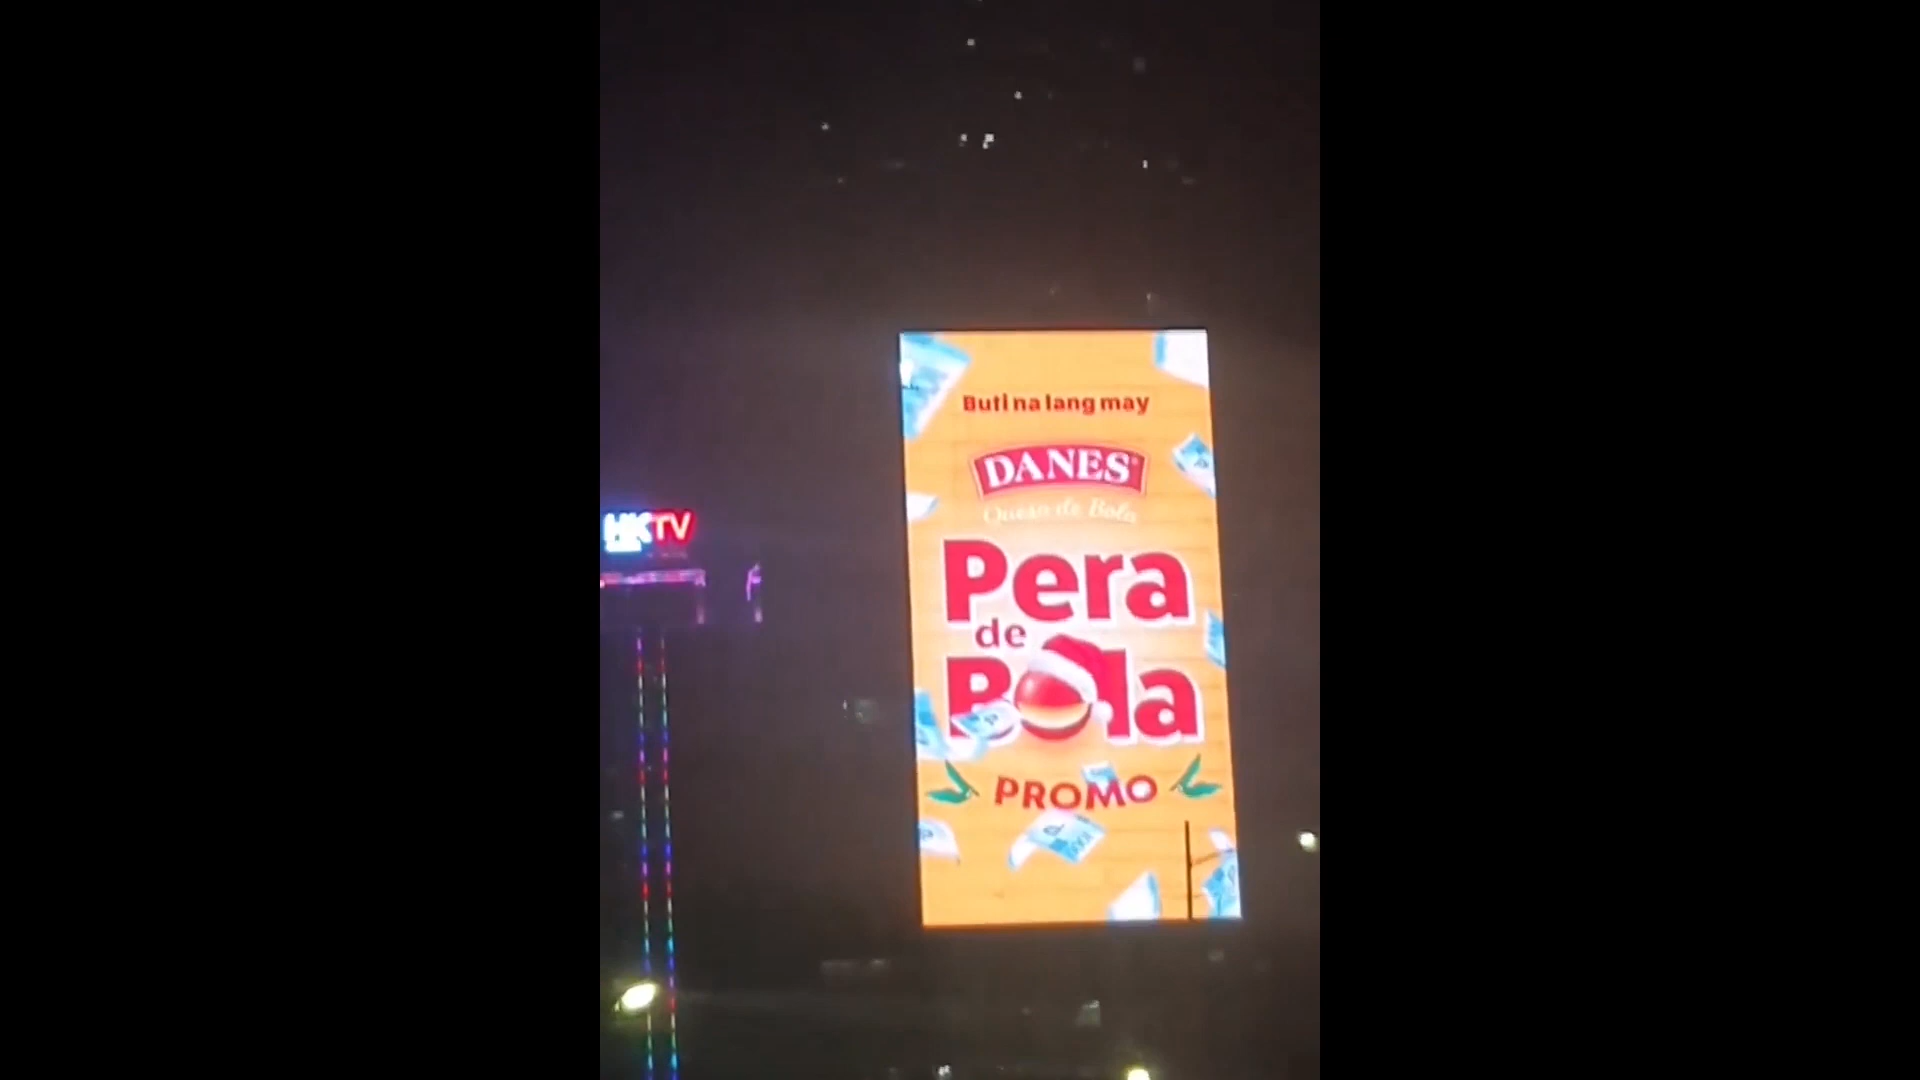 Buti na lang may
DANES
Queso de Bola
Pera
de
Bola
PROMO
HKTV